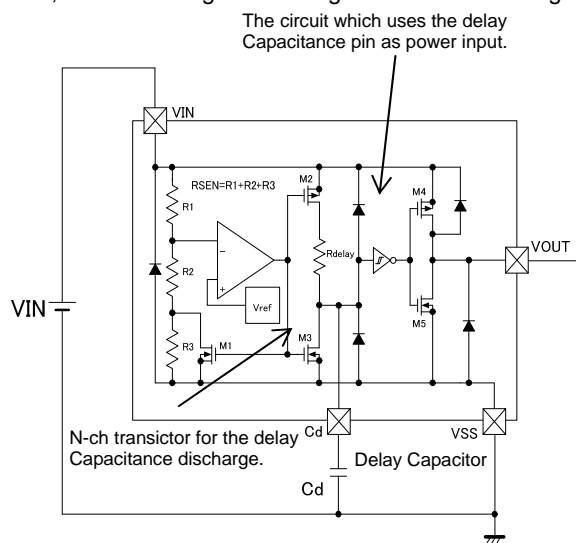 The circuit which uses the delay
Capacitance pin as power input.
VIN
RSEN=R1+R2+R3
M2
M4
R1
Rdelay
VOUT
R2
Vref
VIN
R3
M1
M3
M5
Cd
VSS
N-ch transictor for the delay
Capacitance discharge.
Delay Capacitor
Cd